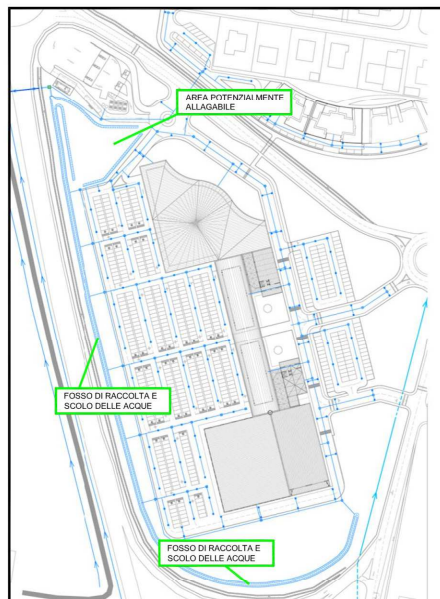 AREA POTENZIALMENTE
ALLAGABILE
FOSSO DI RACCOLTA E
SCOLO DELLE ACQUE
FOSSO DI RACCOLTA E
SCOLO DELLE ACQUE